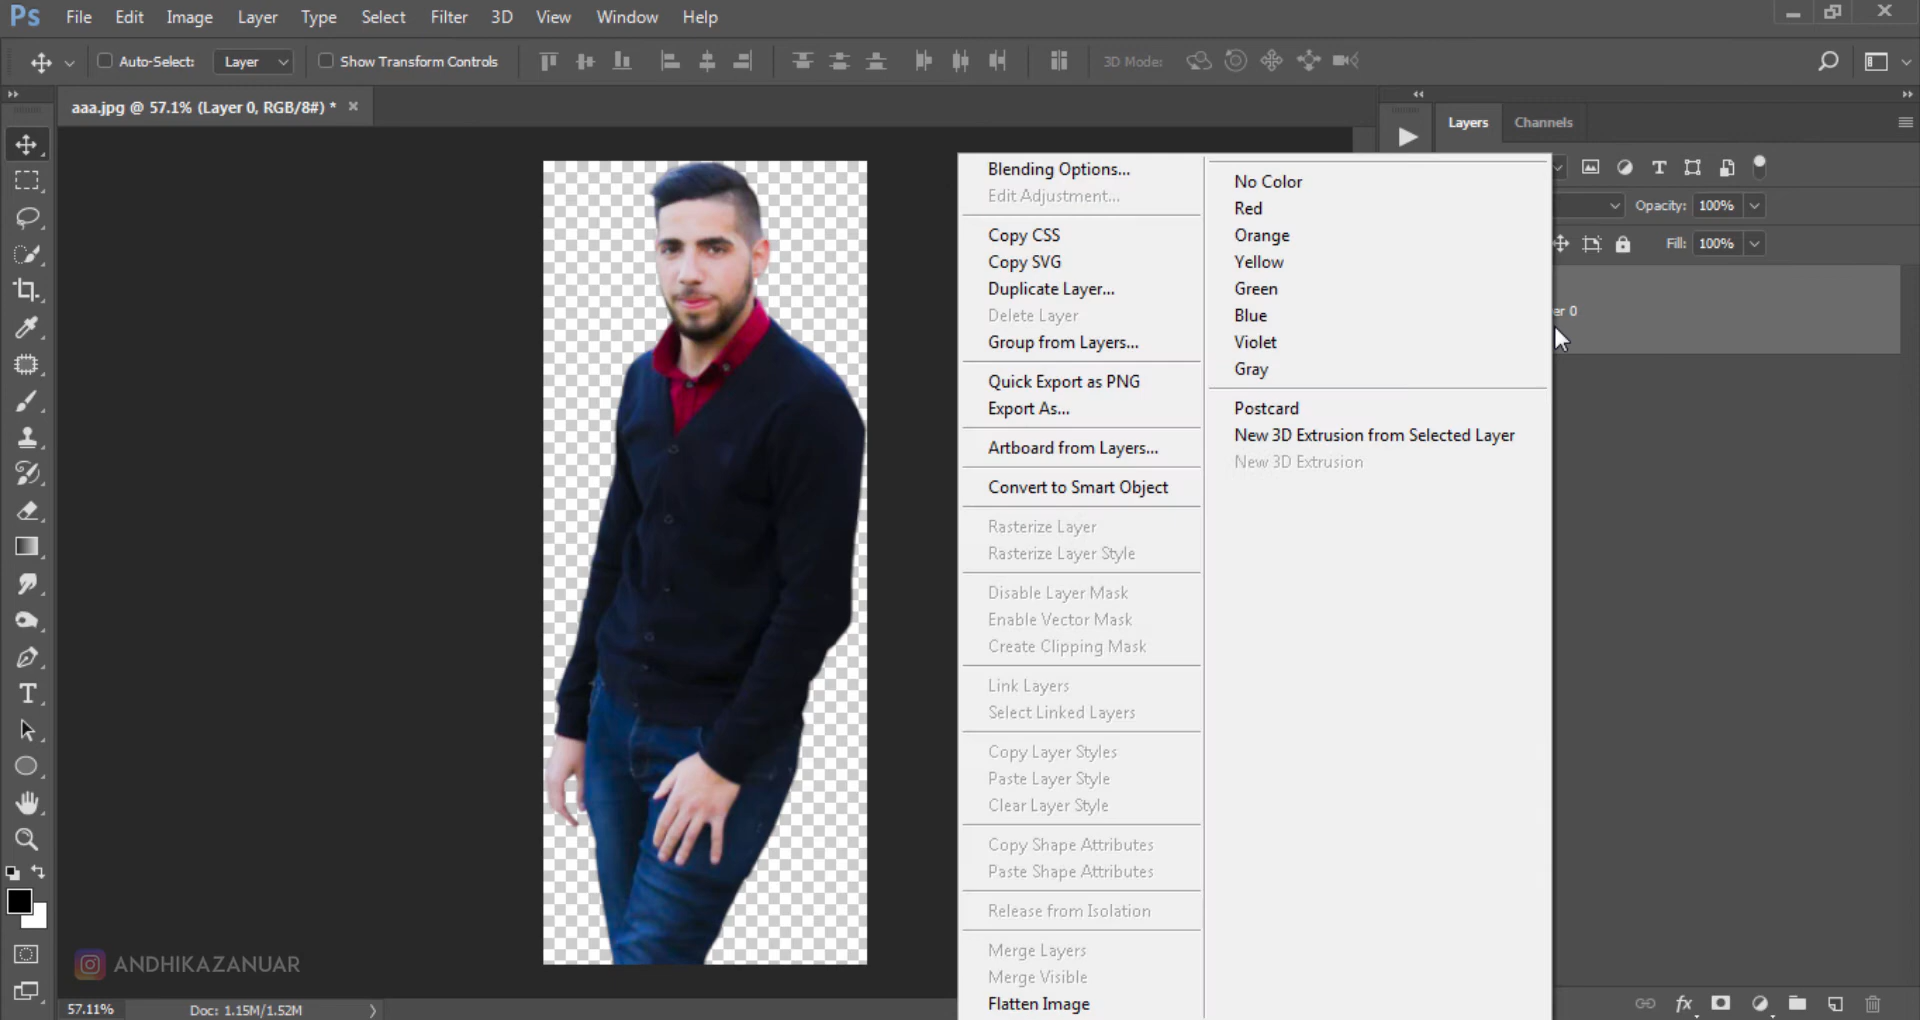 Ps File Edit Image Layer Type Select Filter 3D View Window Help
Auto-Select: Layer Show Transform Controls 3D Mode:
aaa.jpg @ 57.1% (Layer 0, RGB/8#) *
Layers Channels
Opacity: 100%
Fill: 100%
er 0
Blending Options...
Edit Adjustment...
Copy CSS
Copy SVG
Duplicate Layer...
Delete Layer
Group from Layers...
Quick Export as PNG
Export As...
Artboard from Layers...
Convert to Smart Object
Rasterize Layer
Rasterize Layer Style
Disable Layer Mask
Enable Vector Mask
Create Clipping Mask
Link Layers
Select Linked Layers
Copy Layer Styles
Paste Layer Style
Clear Layer Style
Copy Shape Attributes
Paste Shape Attributes
Release from Isolation
Merge Layers
Merge Visible
Flatten Image
No Color
Red
Orange
Yellow
Green
Blue
Violet
Gray
Postcard
New 3D Extrusion from Selected Layer
New 3D Extrusion
ANDHIKAZANUAR
57.11% Doc: 1.15M/1.52M
fx